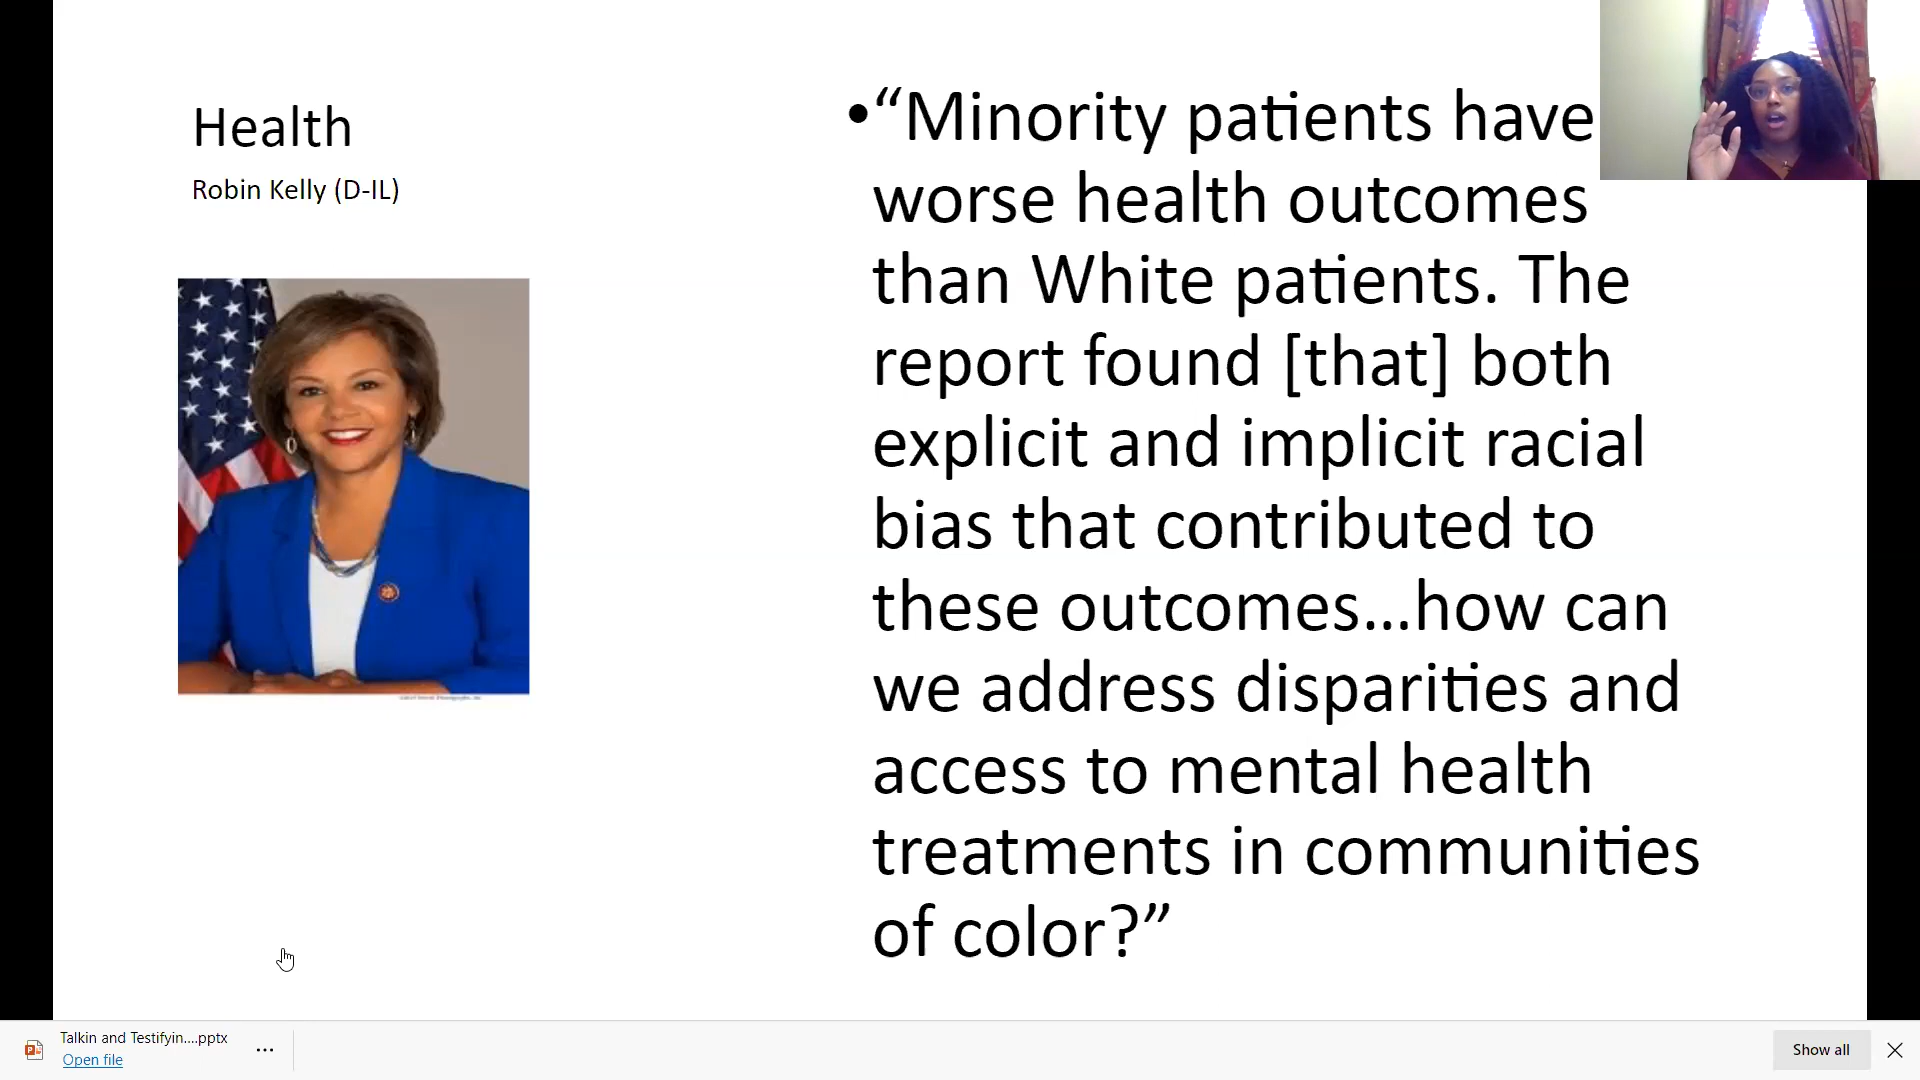 Health
Robin Kelly (D-IL)
•“Minority patients have
worse health outcomes
than White patients. The
report found [that] both
explicit and implicit racial
bias that contributed to
these outcomes...how can
we address disparities and
access to mental health
treatments in communities
of color?”
Talkin and Testifyin....pptx
Open file
...
Show all